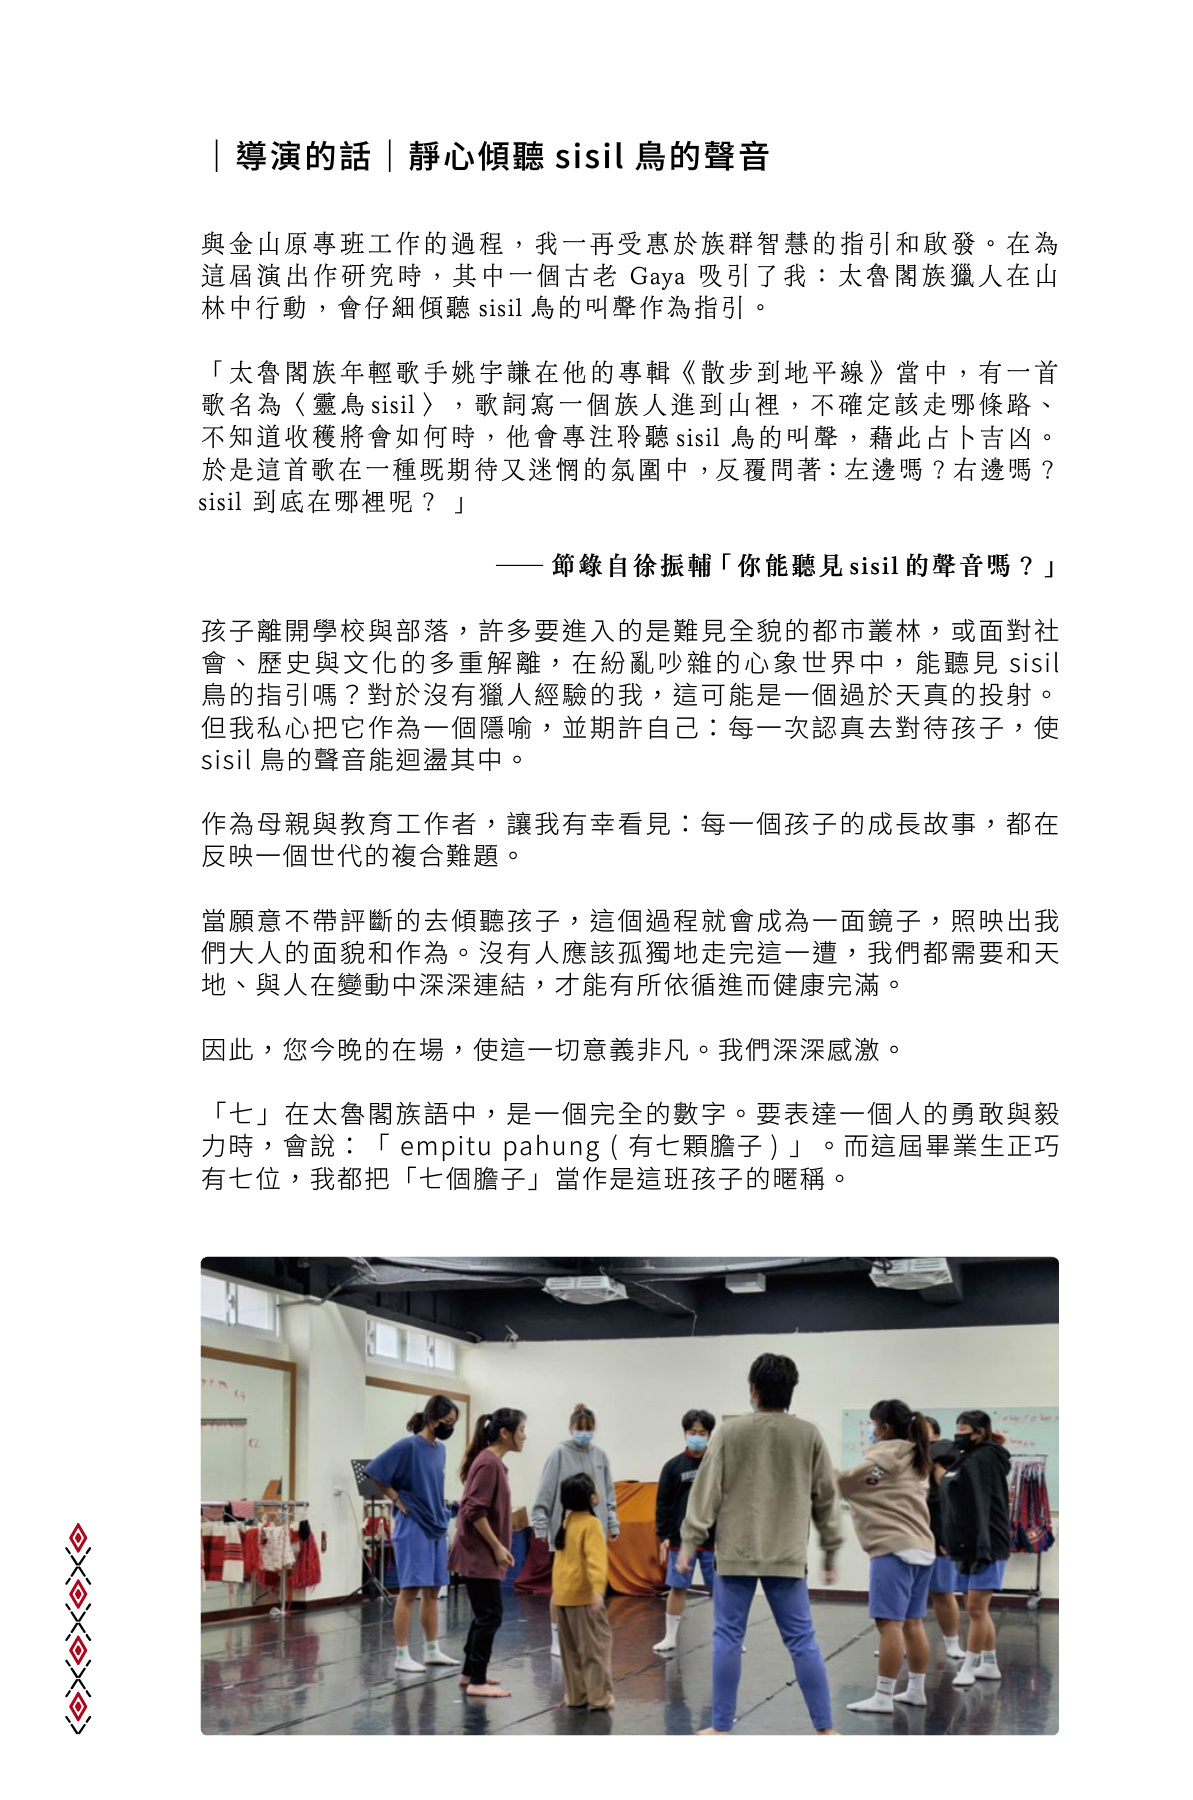 ｜導演的話｜靜心傾聽 sisil 鳥的聲音
與金山原專班工作的過程，我一再受惠於族群智慧的指引和啟發。在為
這屆演出作研究時，其中一個古老 Gaya 吸引了我：太魯閣族獵人在山
林中行動，會仔細傾聽 sisil 鳥的叫聲作為指引。
「太魯閣族年輕歌手姚宇謙在他的專輯《散步到地平線》當中，有一首
歌名為〈靈鳥 sisil〉，歌詞寫一個族人進到山裡，不確定該走哪條路、
不知道收穫將會如何時，他會專注聆聽 sisil 鳥的叫聲，藉此占卜吉凶。
於是這首歌在一種既期待又迷惘的氛圍中，反覆問著：左邊嗎？右邊嗎？
sisil 到底在哪裡呢？ 」
—— 節錄自徐振輔「你能聽見 sisil 的聲音嗎？」
孩子離開學校與部落，許多要進入的是難見全貌的都市叢林，或面對社
會、歷史與文化的多重解離，在紛亂吵雜的心象世界中，能聽見 sisil
鳥的指引嗎？對於沒有獵人經驗的我，這可能是一個過於天真的投射。
但我私心把它作為一個隱喻，並期許自己：每一次認真去對待孩子，使
sisil 鳥的聲音能迴盪其中。
作為母親與教育工作者，讓我有幸看見：每一個孩子的成長故事，都在
反映一個世代的複合難題。
當願意不帶評斷的去傾聽孩子，這個過程就會成為一面鏡子，照映出我
們大人的面貌和作為。沒有人應該孤獨地走完這一遭，我們都需要和天
地、與人在變動中深深連結，才能有所依循進而健康完滿。
因此，您今晚的在場，使這一切意義非凡。我們深深感激。
「七」在太魯閣族語中，是一個完全的數字。要表達一個人的勇敢與毅
力時，會說：「 empitu pahung ( 有七顆膽子 ) 」。而這屆畢業生正巧
有七位，我都把「七個膽子」當作是這班孩子的暱稱。